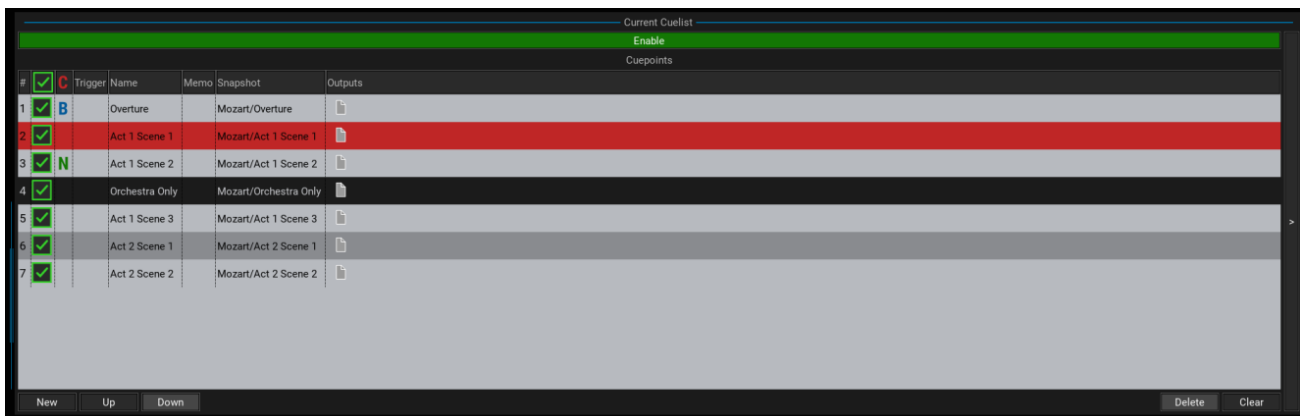 Current Cuelist
Enable
Cuepoints
# C Trigger Name Memo Snapshot Outputs
1 B Overture Mozart/Overture
2 Act 1 Scene 1 Mozart/Act 1 Scene 1
3 N Act 1 Scene 2 Mozart/Act 1 Scene 2
4 Orchestra Only Mozart/Orchestra Only
5 Act 1 Scene 3 Mozart/Act 1 Scene 3
6 Act 2 Scene 1 Mozart/Act 2 Scene 1
7 Act 2 Scene 2 Mozart/Act 2 Scene 2
>
New Up Down Delete Clear